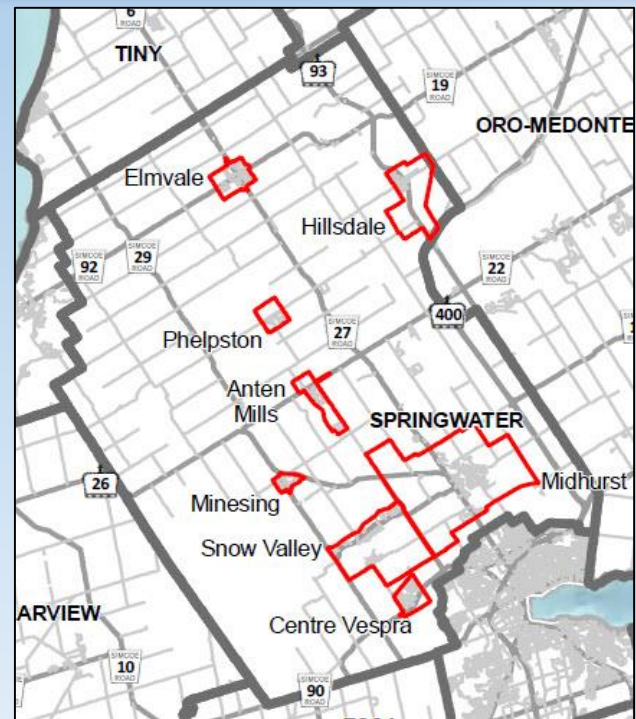 6
SIMCOE
ROAD
TINY
93
SIMCOE
ROAD
19
ORO-MEDONTE
Elmvale
Hillsdale
SIMCOE
ROAD
92
SIMCOE
ROAD
29
SIMCOE
ROAD
22
400
SIMCOE
ROAD
27
Phelpston
Anten
Mills
SPRINGWATER
26
Midhurst
Minesing
Snow Valley
Centre Vespra
ARVIEW
SIMCOE
ROAD
10
SIMCOE
ROAD
90